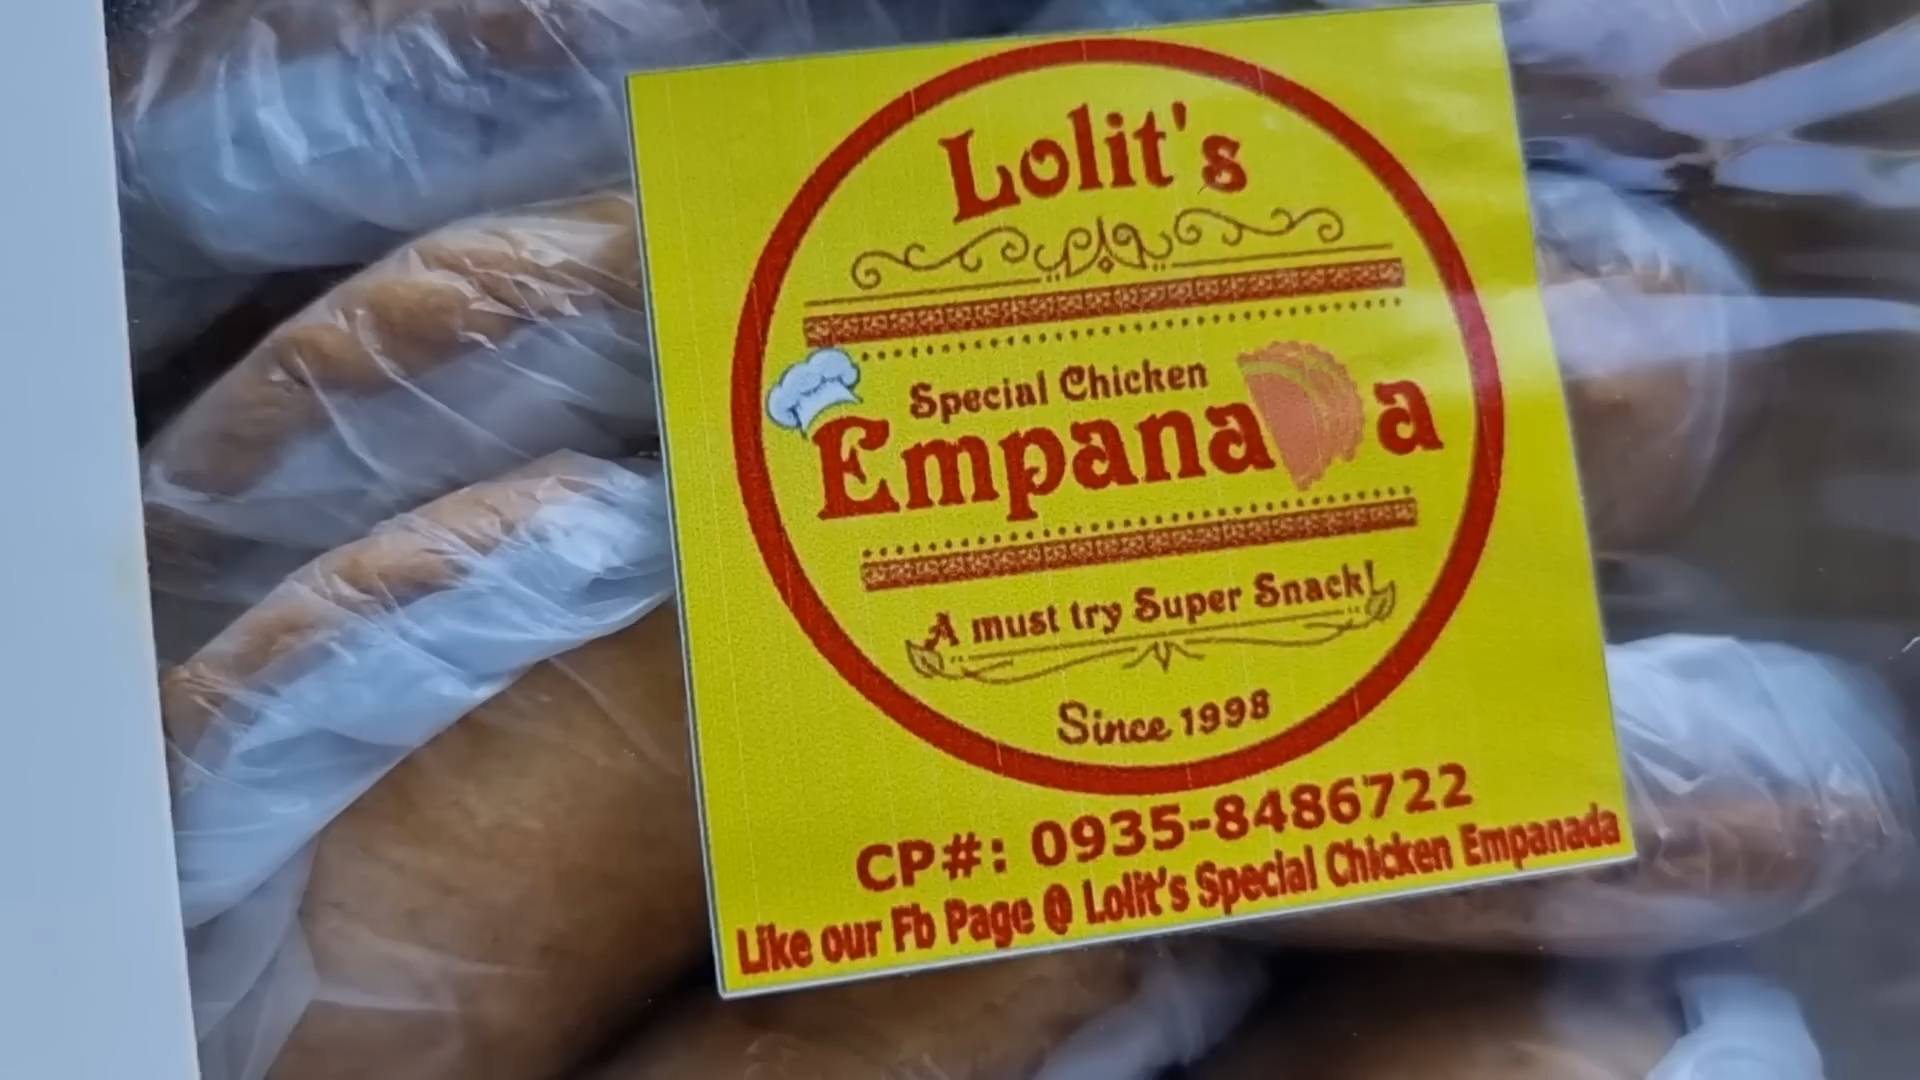 Lolit's
Special Chicken
Empanada
A must try Super Snack!
Since 1998
CP#: 0935-8486722
Like our Fb Page @ Lolit's Special Chicken Empanada